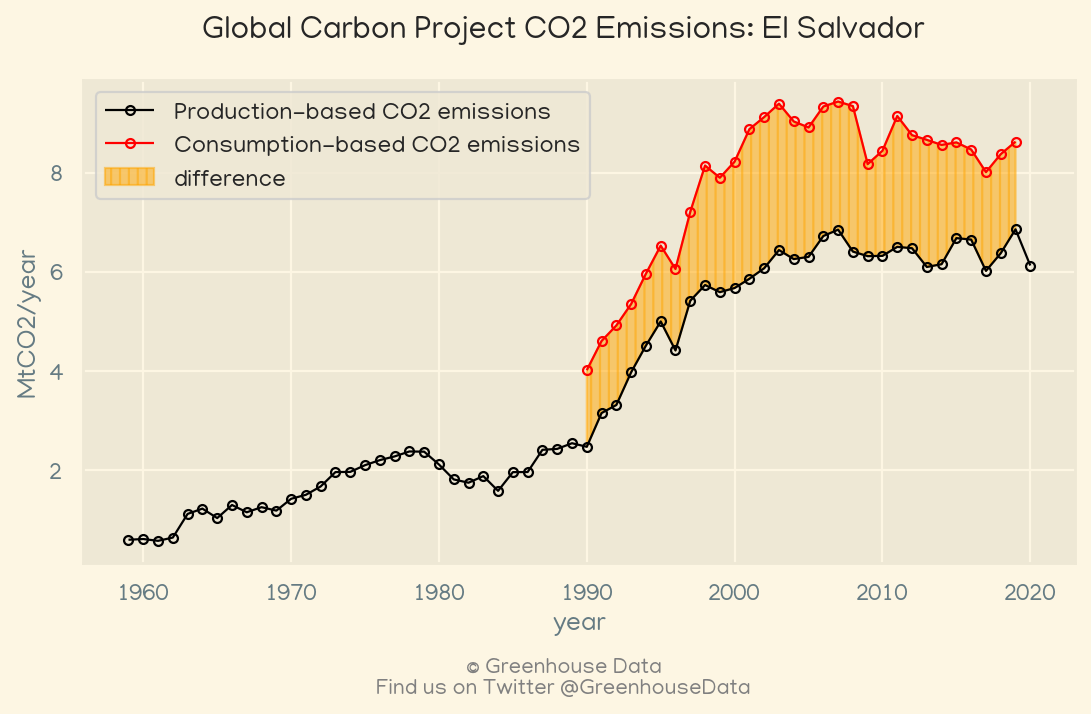 Global Carbon Project CO2 Emissions: El Salvador
Production-based CO2 emissions
Consumption-based CO2 emissions
difference
MtCO2/year
8
6
4
2
1960 1970 1980 1990 2000 2010 2020
year
© Greenhouse Data
Find us on Twitter @GreenhouseData